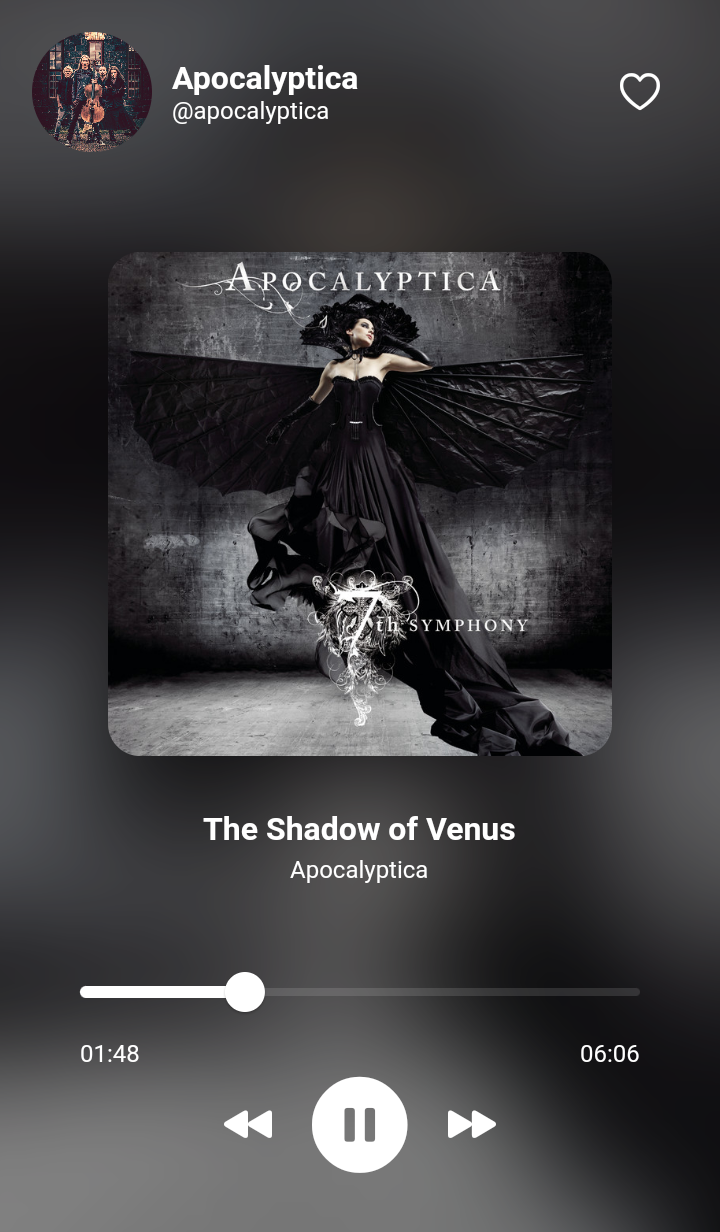 Apocalyptica
@apocalyptica
APOCALYPTICA
7th SYMPHONY
The Shadow of Venus
Apocalyptica
01:48
06:06